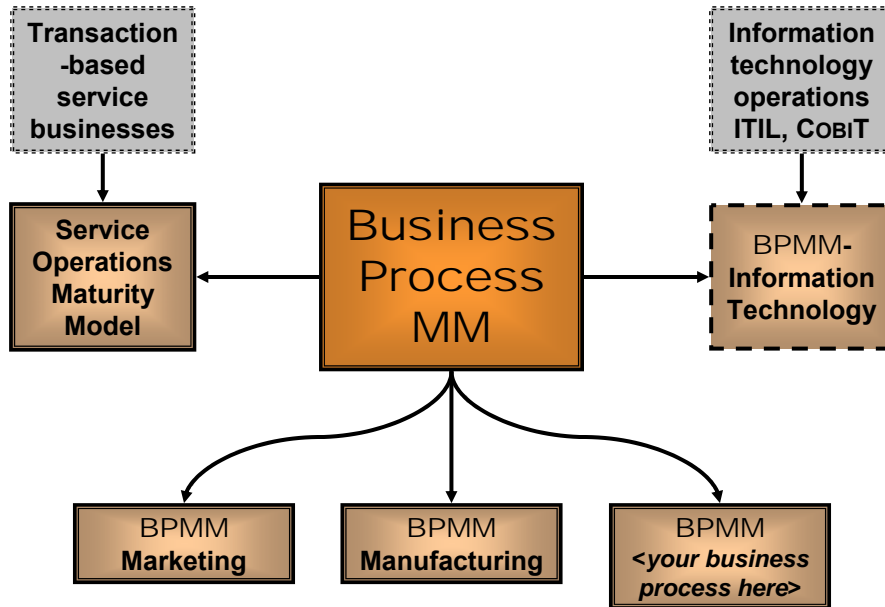 Transaction
-based
service
businesses
Information
technology
operations
ITIL, COBIT
Service
Operations
Maturity
Model
Business
Process
MM
BPMM-
Information
Technology
BPMM
Marketing
BPMM
Manufacturing
BPMM
<your business
process here>